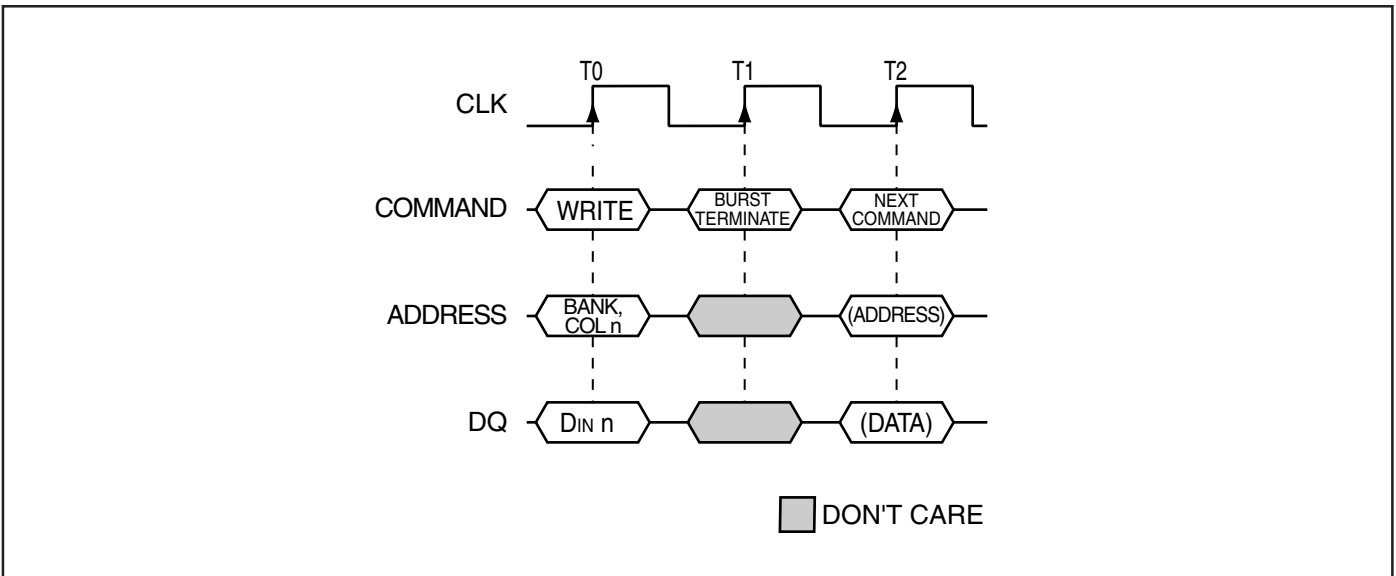 T0 T1 T2
CLK
COMMAND WRITE BURST TERMINATE NEXT COMMAND
ADDRESS BANK, COL n (ADDRESS)
DQ DIN n (DATA)
DON'T CARE